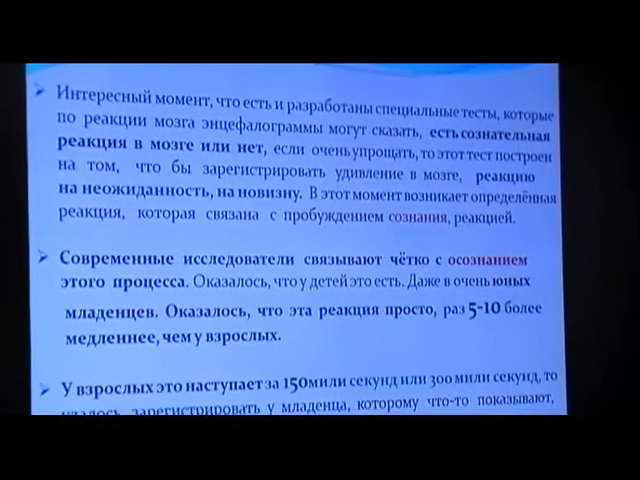 Интересный момент, что есть и разработаны специальные тесты, которые
по реакции мозга энцефалограммы могут сказать, есть сознательная
реакция в мозге или нет, если очень упрощать, то этот тест построен
на том, что бы зарегистрировать удивление в мозге, реакцию
на неожиданность, на новизну. В этот момент возникает определённая
реакция, которая связана с пробуждением сознания, реакцией.
Современные исследователи связывают чётко с осознанием
этого процесса. Оказалось, что у детей это есть. Даже в очень юных
младенцев. Оказалось, что эта реакция просто, раз 5-10 более
медленнее, чем у взрослых.
У взрослых это наступает за 150мили секунд или 300 мили секунд, то
удалось зарегистрировать у младенца, которому что-то показывают,